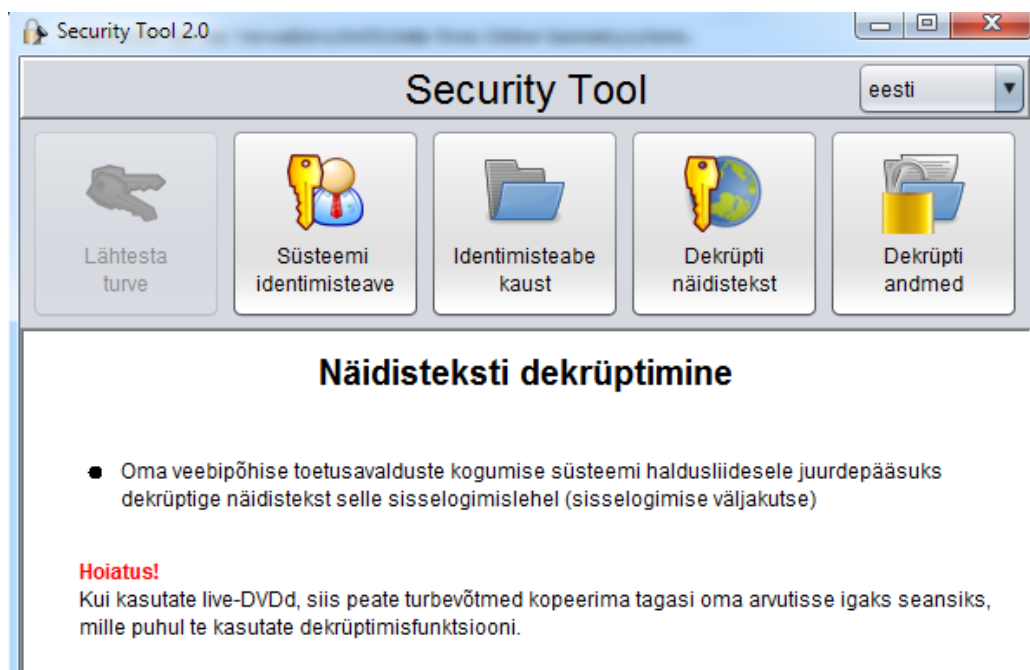 Security Tool 2.0
Security Tool
eesti
Lähtesta
turve
Süsteemi
identimisteave
Identimisteabe
kaust
Dekrüpti
näidistekst
Dekrüpti
andmed
Näidisteksti dekrüptimine
Oma veebipõhise toetusavalduste kogumise süsteemi haldusliidesele juurdepääsuks
dekrüptige näidistekst selle sisselogimislehel (sisselogimise väljakutse)
Hoiatus!
Kui kasutate live-DVDd, siis peate turbevõtmed kopeerima tagasi oma arvutisse igaks seansiks,
mille puhul te kasutate dekrüptimisfunktsiooni.